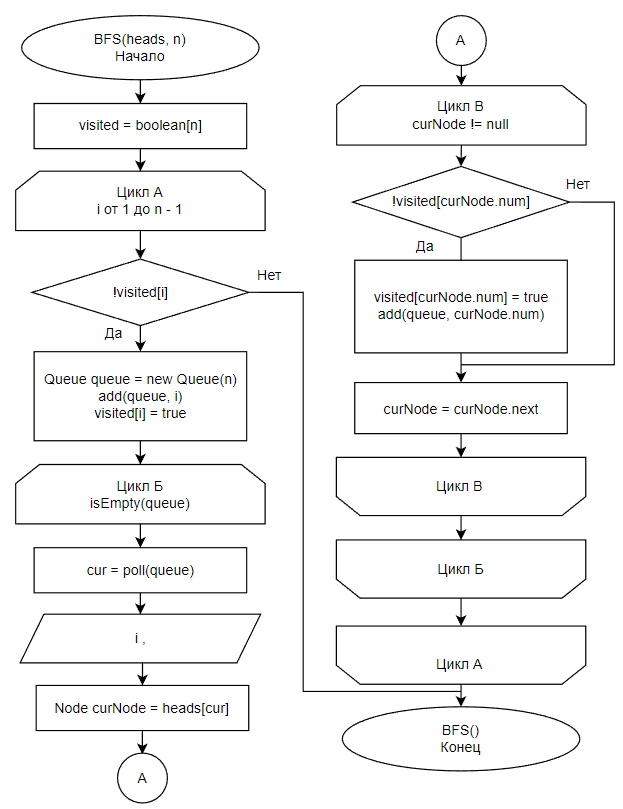 BFS(heads, n)
Начало
visited = boolean[n]
Цикл А
i от 1 до n - 1
!visited[i]
Нет
Да
Queue queue = new Queue(n)
add(queue, i)
visited[i] = true
Цикл Б
isEmpty(queue)
cur = poll(queue)
i ,
Node curNode = heads[cur]
A
A
Цикл В
curNode != null
!visited[curNode.num]
Нет
Да
visited[curNode.num] = true
add(queue, curNode.num)
curNode = curNode.next
Цикл В
Цикл Б
Цикл А
BFS()
Конец